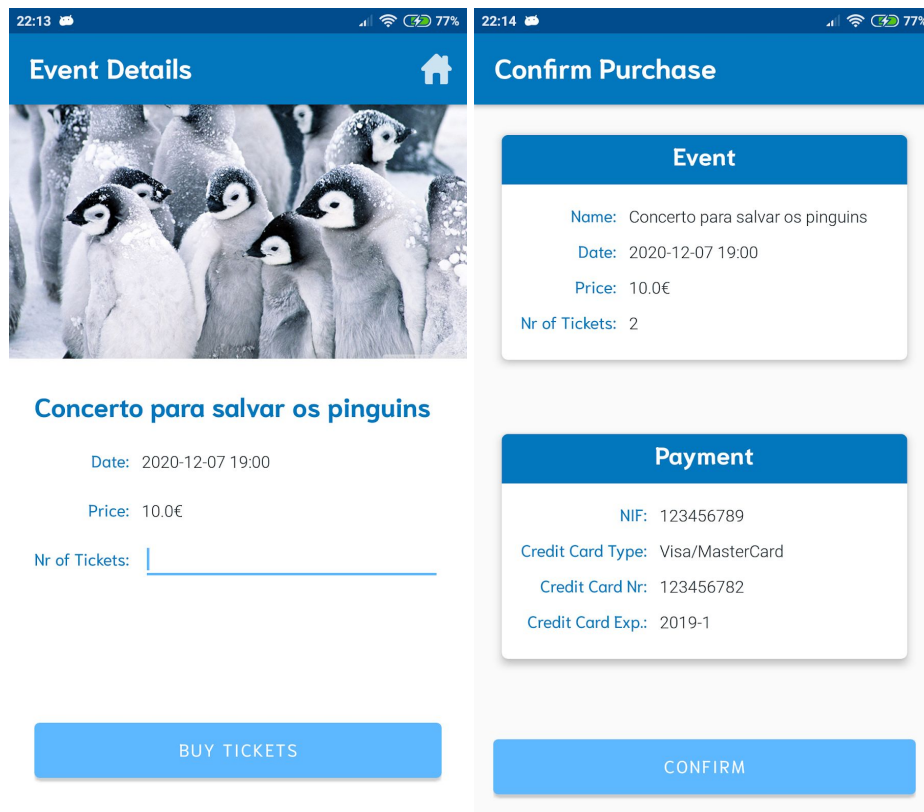 22:13
77%
Event Details
Concerto para salvar os pinguins
Date: 2020-12-07 19:00
Price: 10.0€
Nr of Tickets:
BUY TICKETS
22:14
77%
Confirm Purchase
Event
Name: Concerto para salvar os pinguins
Date: 2020-12-07 19:00
Price: 10.0€
Nr of Tickets: 2
Payment
NIF: 123456789
Credit Card Type: Visa/MasterCard
Credit Card Nr: 123456782
Credit Card Exp.: 2019-1
CONFIRM